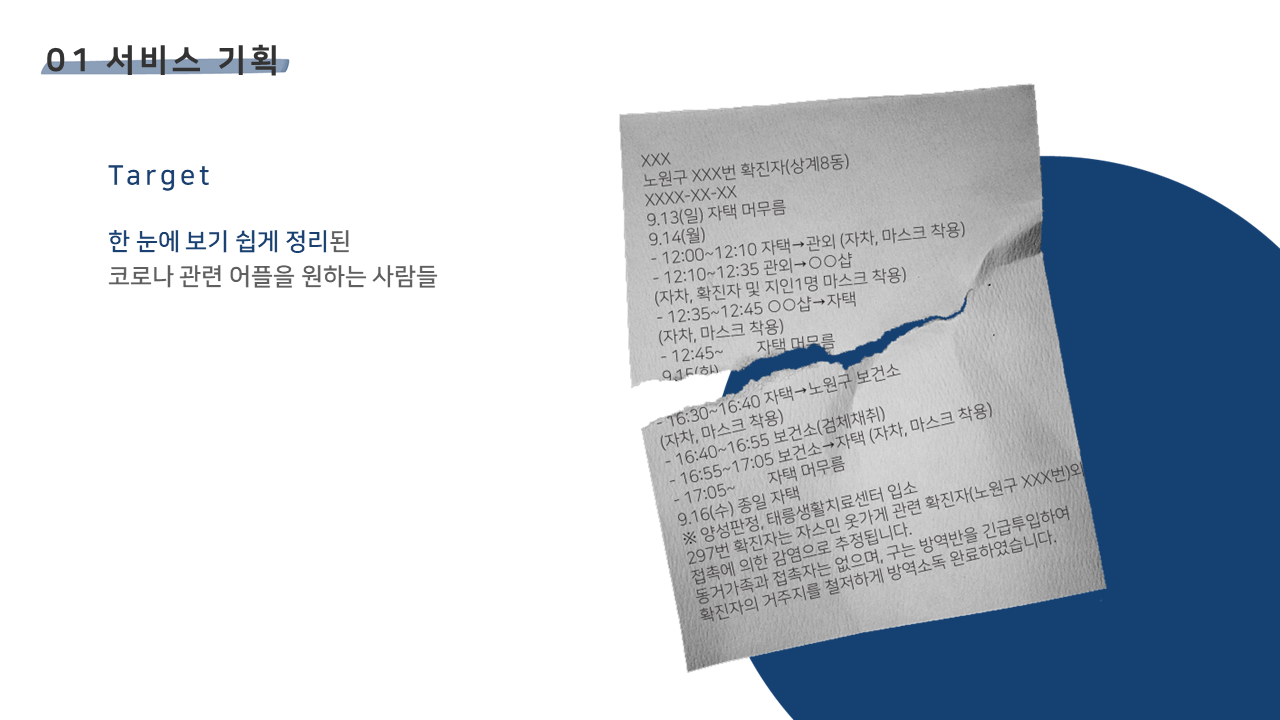 01 서비스 기획
Target
한 눈에 보기 쉽게 정리된
코로나 관련 어플을 원하는 사람들
XXX
노원구 XXX번 확진자(상계8동)
XXXX-XX-XX
9.13(일) 자택 머무름
9.14(월)
- 12:00~12:10 자택→관외 (자차, 마스크 착용)
- 12:10~12:35 관외→○○샵
(자차, 확진자 및 지인1명 마스크 착용)
- 12:35~12:45 ○○샵→자택
(자차, 마스크 착용)
- 12:45~ 자택 머무름
9.15(화)
- 16:30~16:40 자택→노원구 보건소
(자차, 마스크 착용)
- 16:40~16:55 보건소(검체채취)
- 16:55~17:05 보건소→자택 (자차, 마스크 착용)
- 17:05~ 자택 머무름
9.16(수) 종일 자택
※ 양성판정, 태릉생활치료센터 입소
297번 확진자는 자스민 옷가게 관련 확진자(노원구 XXX번)와
접촉에 의한 감염으로 추정됩니다.
동거가족과 접촉자는 없으며, 구는 방역반을 긴급투입하여
확진자의 거주지를 철저하게 방역소독 완료하였습니다.